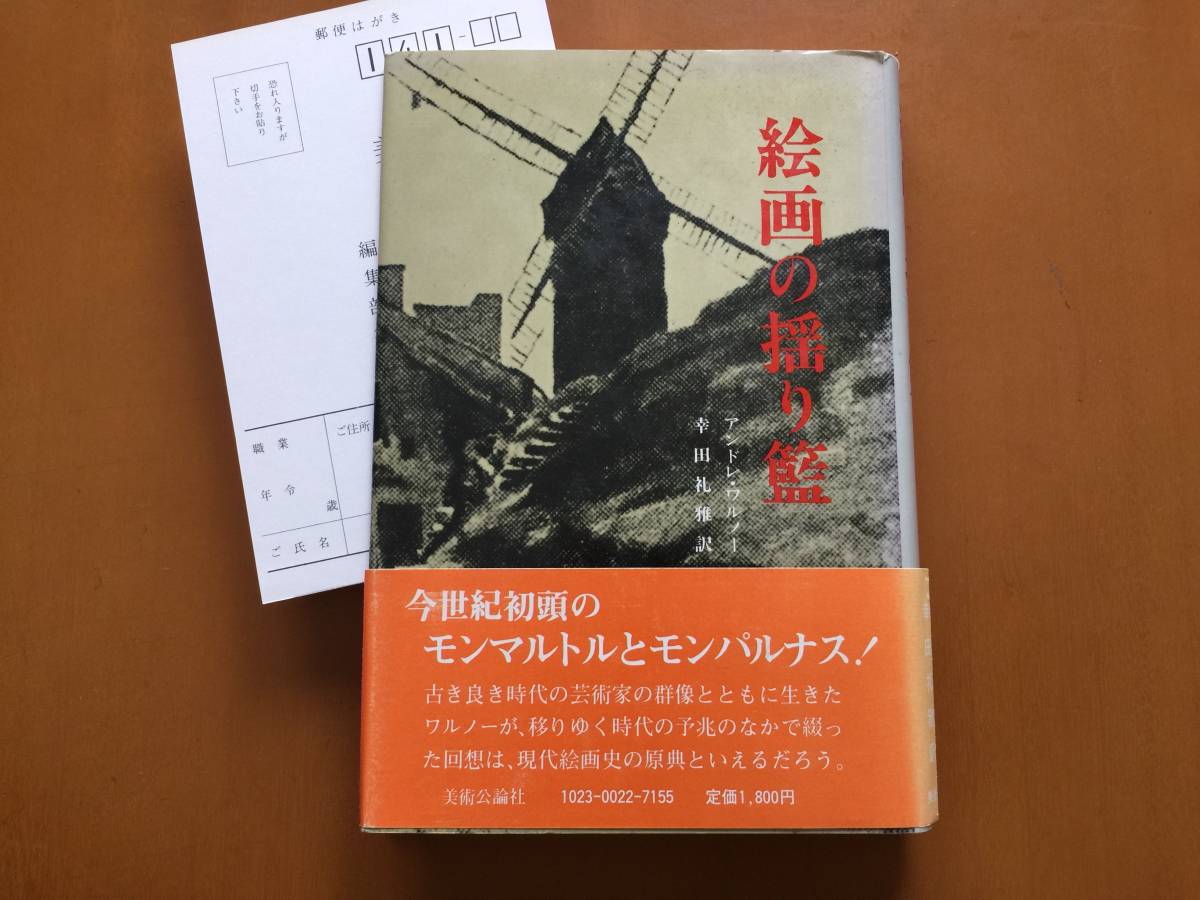 郵便はがき
141-
恐れ入りますが
切手をお貼り
下さい
編集部
職業
ご住所
年令
歳
ご氏名
絵画の揺り籃
アンドレ・ワルノー
幸田礼雅訳
今世紀初頭の
モンマルトルとモンパルナス!
古き良き時代の芸術家の群像とともに生きた
ワルノーが、移りゆく時代の予兆のなかで綴っ
た回想は、現代絵画史の原典といえるだろう。
美術公論社 1023-0022-7155 定価1,800円